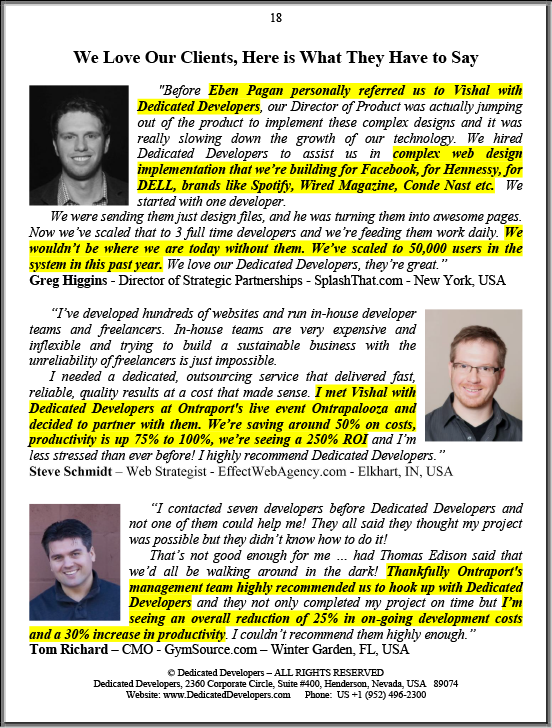 18
We Love Our Clients, Here is What They Have to Say
"Before Eben Pagan personally referred us to Vishal with
Dedicated Developers, our Director of Product was actually jumping
out of the product to implement these complex designs and it was
really slowing down the growth of our technology. We hired
Dedicated Developers to assist us in complex web design
implementation that we're building for Facebook, for Hennessy, for
DELL, brands like Spotify, Wired Magazine, Conde Nast etc. We
started with one developer.
We were sending them just design files, and he was turning them into awesome pages.
Now we've scaled that to 3 full time developers and we're feeding them work daily. We
wouldn't be where we are today without them. We've scaled to 50,000 users in the
system in this past year. We love our Dedicated Developers, they're great."
Greg Higgins - Director of Strategic Partnerships - SplashThat.com - New York, USA
"I've developed hundreds of websites and run in-house developer
teams and freelancers. In-house teams are very expensive and
inflexible and trying to build a sustainable business with the
unreliability of freelancers is just impossible.
I needed a dedicated, outsourcing service that delivered fast,
reliable, quality results at a cost that made sense. I met Vishal with
Dedicated Developers at Ontraport's live event Ontrapalooza and
decided to partner with them. We're saving around 50% on costs,
productivity is up 75% to 100%, we're seeing a 250% ROI and I'm
less stressed than ever before! I highly recommend Dedicated Developers."
Steve Schmidt – Web Strategist - EffectWebAgency.com - Elkhart, IN, USA
"I contacted seven developers before Dedicated Developers and
not one of them could help me! They all said they thought my project
was possible but they didn't know how to do it!
That's not good enough for me … had Thomas Edison said that
we'd all be walking around in the dark! Thankfully Ontraport's
management team highly recommended us to hook up with Dedicated
Developers and they not only completed my project on time but I'm
seeing an overall reduction of 25% in on-going development costs
and a 30% increase in productivity. I couldn't recommend them highly enough."
Tom Richard – CMO - GymSource.com – Winter Garden, FL, USA
© Dedicated Developers – ALL RIGHTS RESERVED
Dedicated Developers, 2360 Corporate Circle, Suite #400, Henderson, Nevada, USA 89074
Website: www.DedicatedDevelopers.com Phone: US +1 (952) 496-2300